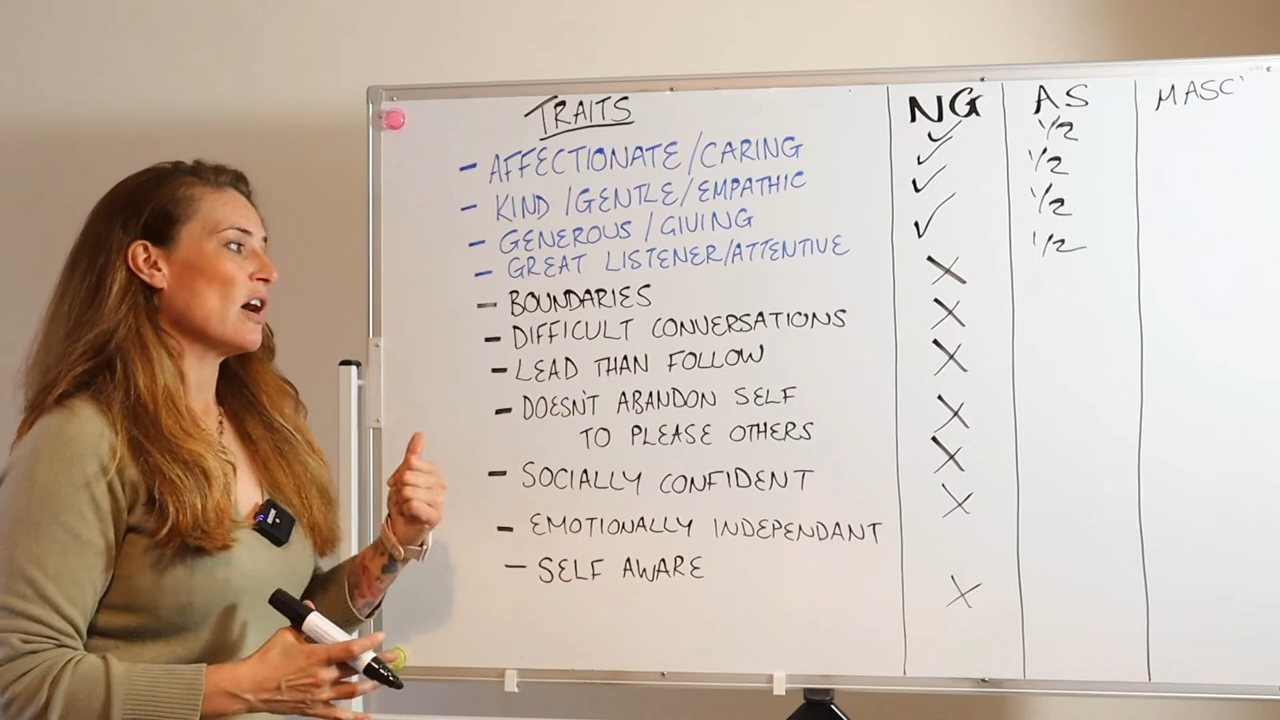 TRAITS NG AS MASC'
- AFFECTIONATE/CARING ✓ 1/2
- KIND/GENTLE/EMPATHIC ✓ 1/2
- GENEROUS/GIVING ✓ 1/2
- GREAT LISTENER/ATTENTIVE ✓ 1/2
- BOUNDARIES X
- DIFFICULT CONVERSATIONS X
- LEAD THAN FOLLOW X
- DOESN'T ABANDON SELF X
TO PLEASE OTHERS X
- SOCIALLY CONFIDENT X
- EMOTIONALLY INDEPENDANT
- SELF AWARE X